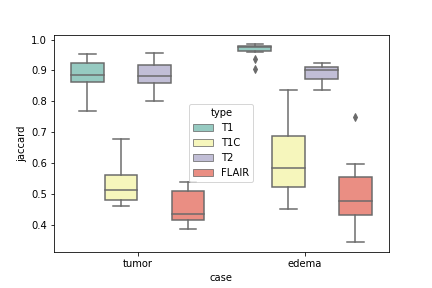 1.0
0.9
0.8
0.7
0.6
0.5
0.4
jaccard
type
T1
T1C
T2
FLAIR
tumor edema
case